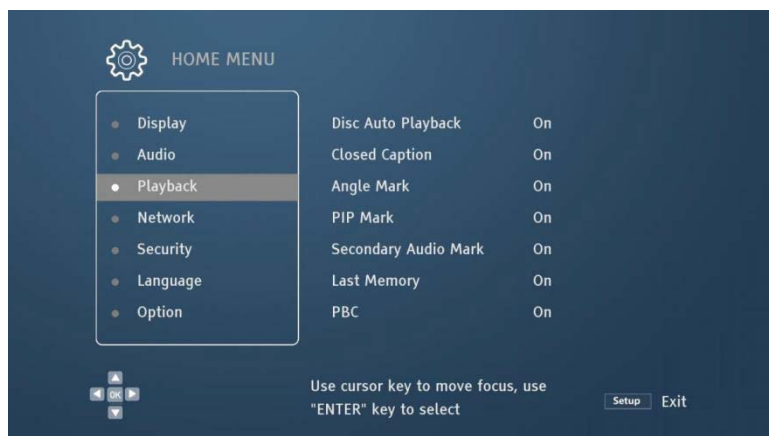 HOME MENU
Display Disc Auto Playback On
Audio Closed Caption On
Playback Angle Mark On
Network PIP Mark On
Security Secondary Audio Mark On
Language Last Memory On
Option PBC On
OK
Use cursor key to move focus, use
"ENTER" key to select
Setup Exit